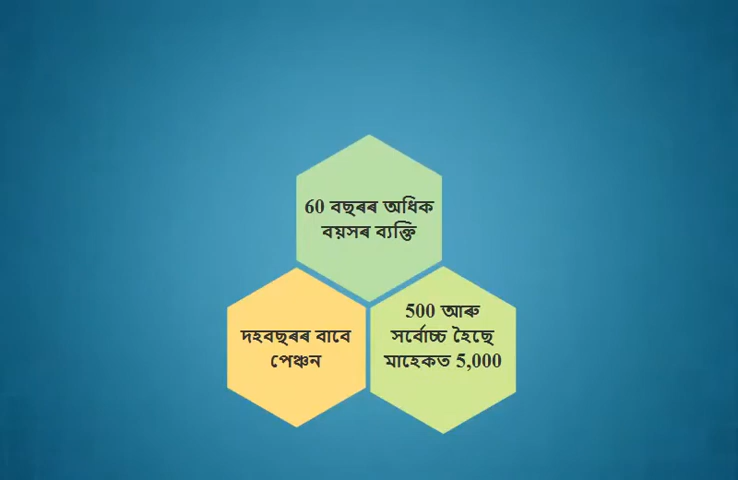 60 বছৰৰ অধিক
বয়সৰ ব্যক্তি
দহবছৰৰ বাবে
পেঞ্চন
500 আৰু
সৰ্বোচ্চ হৈছে
মাহেকত 5,000